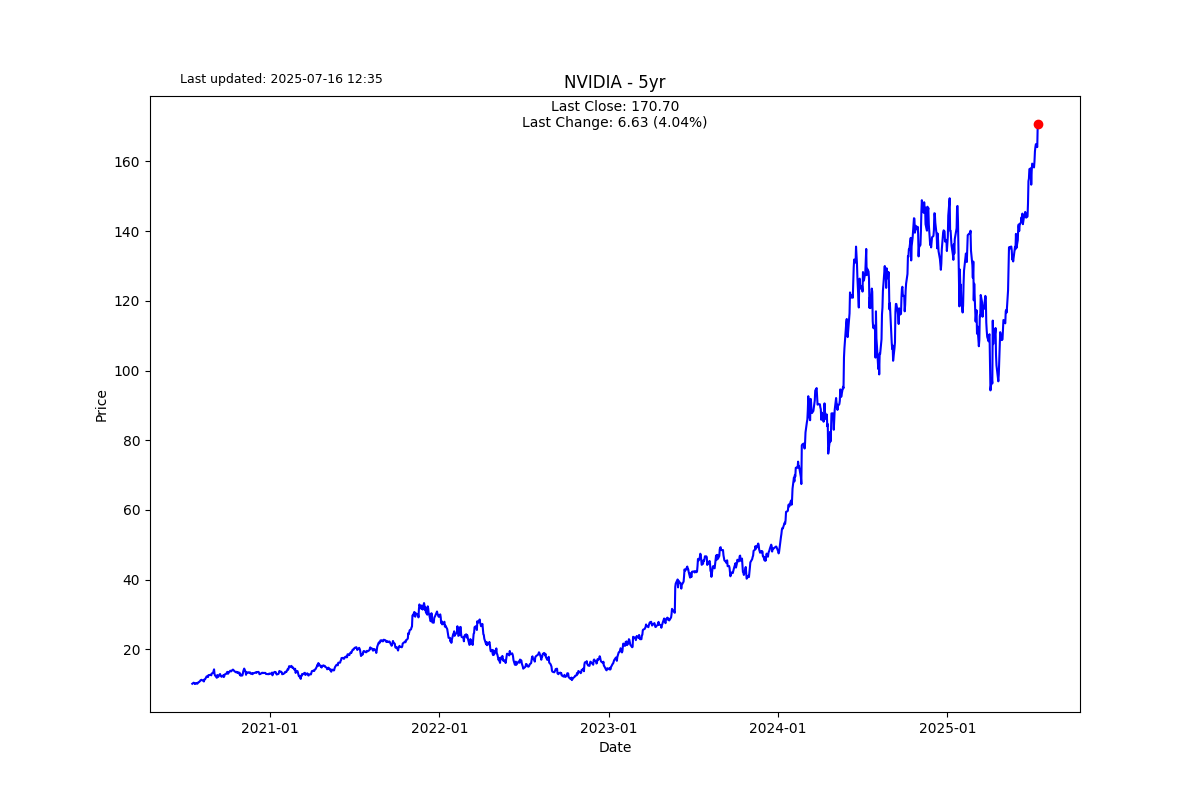 Last updated: 2025-07-16 12:35
NVIDIA - 5yr
Last Close: 170.70
Last Change: 6.63 (4.04%)
160
140
120
100
80
60
40
20
Price
2021-01
2022-01
2023-01
2024-01
2025-01
Date